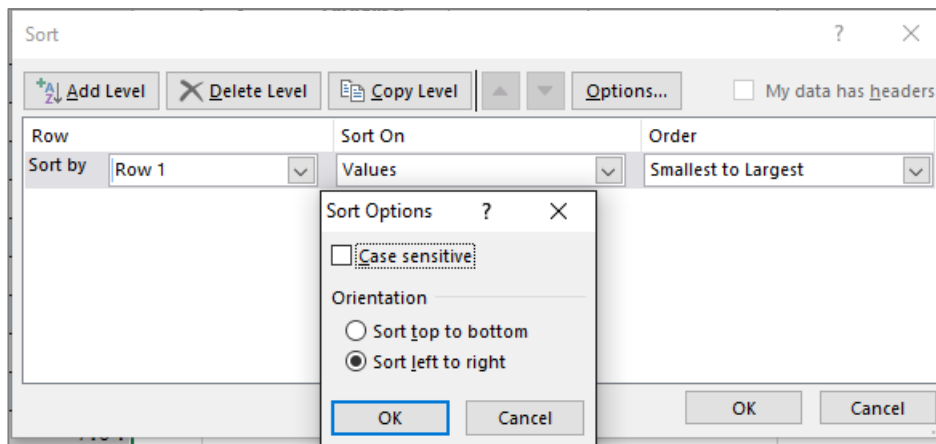 Sort ? ×
Add Level Delete Level Copy Level Options... My data has headers
Row Sort On Order
Sort by Row 1 Values Smallest to Largest
Sort Options ? ×
Case sensitive
Orientation
Sort top to bottom
Sort left to right
OK Cancel
OK Cancel